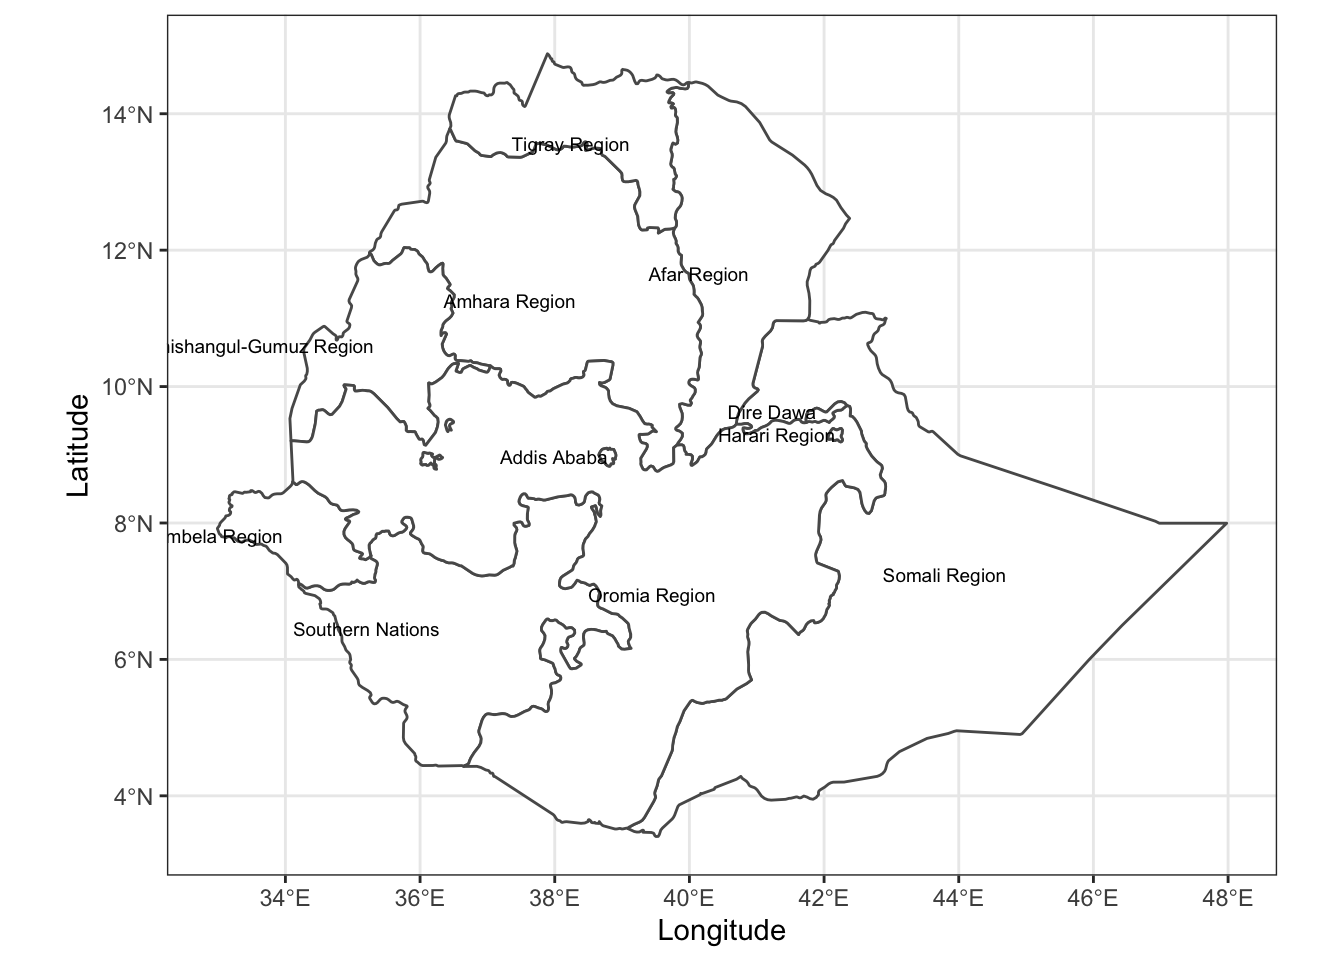 14°N
Tigray Region
12°N
Afar Region
Amhara Region
ishangul-Gumuz Region
10°N
Dire Dawa
Harari Region
Addis Ababa
8°N
mbela Region
Somali Region
Oromia Region
Southern Nations
6°N
4°N
Latitude
34°E 36°E 38°E 40°E 42°E 44°E 46°E 48°E
Longitude